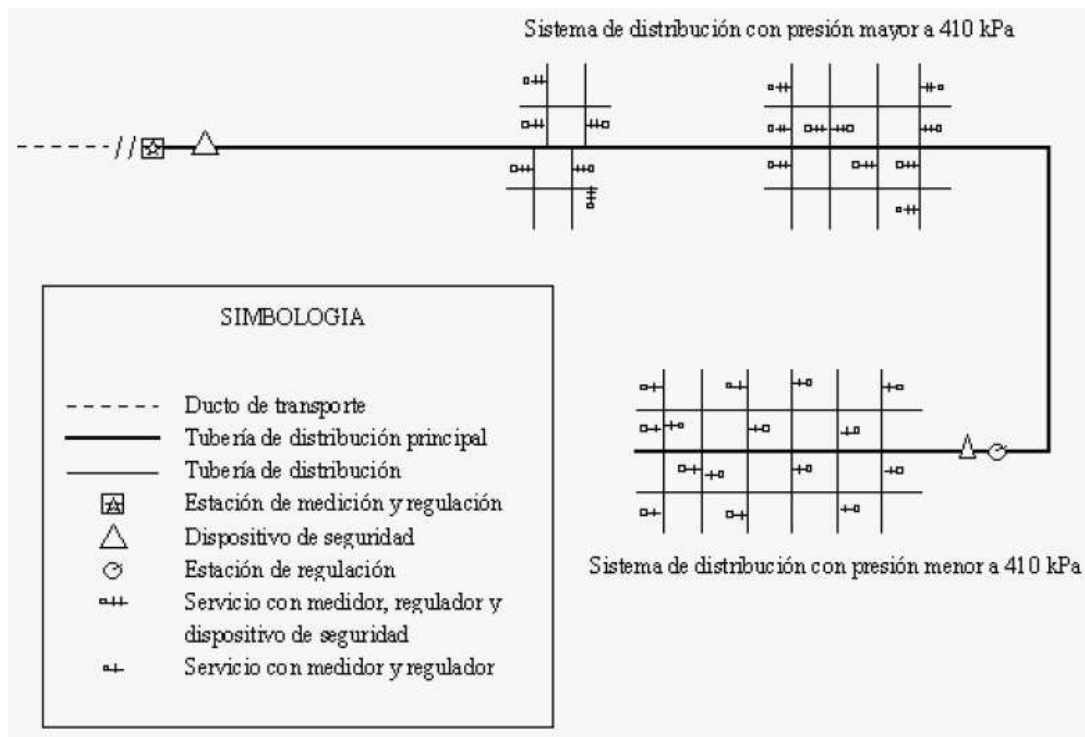 Sistema de distribución con presión mayor a 410 kPa
SIMBOLOGIA
Ducto de transporte
Tubería de distribución principal
Tubería de distribución
Estación de medición y regulación
Dispositivo de seguridad
Estación de regulación
Servicio con medidor, regulador y
dispositivo de seguridad
Servicio con medidor y regulador
Sistema de distribución con presión menor a 410 kPa